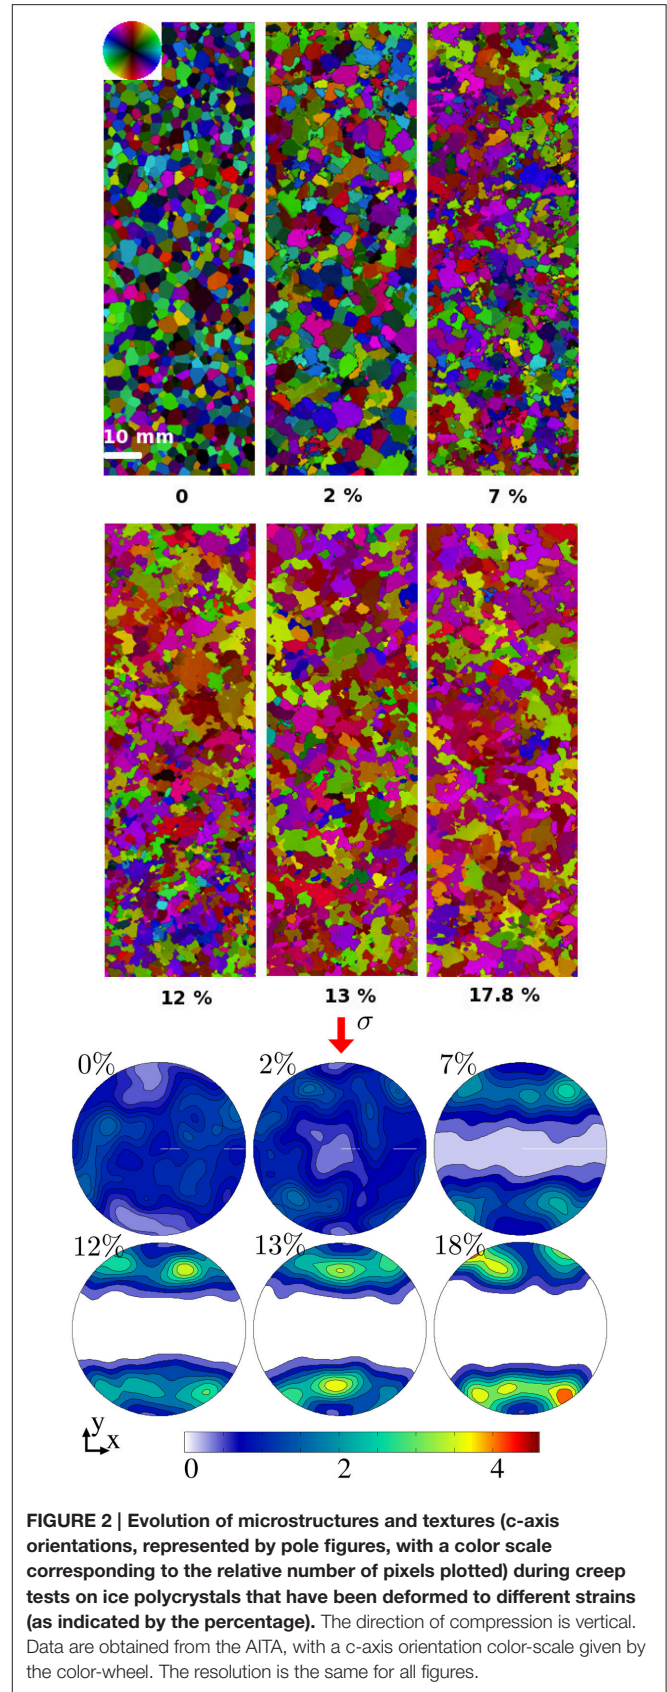 10 mm
0
2 %
7 %
12 %
13 %
17.8 %
σ
0%
2%
7%
12%
13%
18%
y
x
0
2
4
FIGURE 2 | Evolution of microstructures and textures (c-axis
orientations, represented by pole figures, with a color scale
corresponding to the relative number of pixels plotted) during creep
tests on ice polycrystals that have been deformed to different strains
(as indicated by the percentage). The direction of compression is vertical.
Data are obtained from the AITA, with a c-axis orientation color-scale given by
the color-wheel. The resolution is the same for all figures.